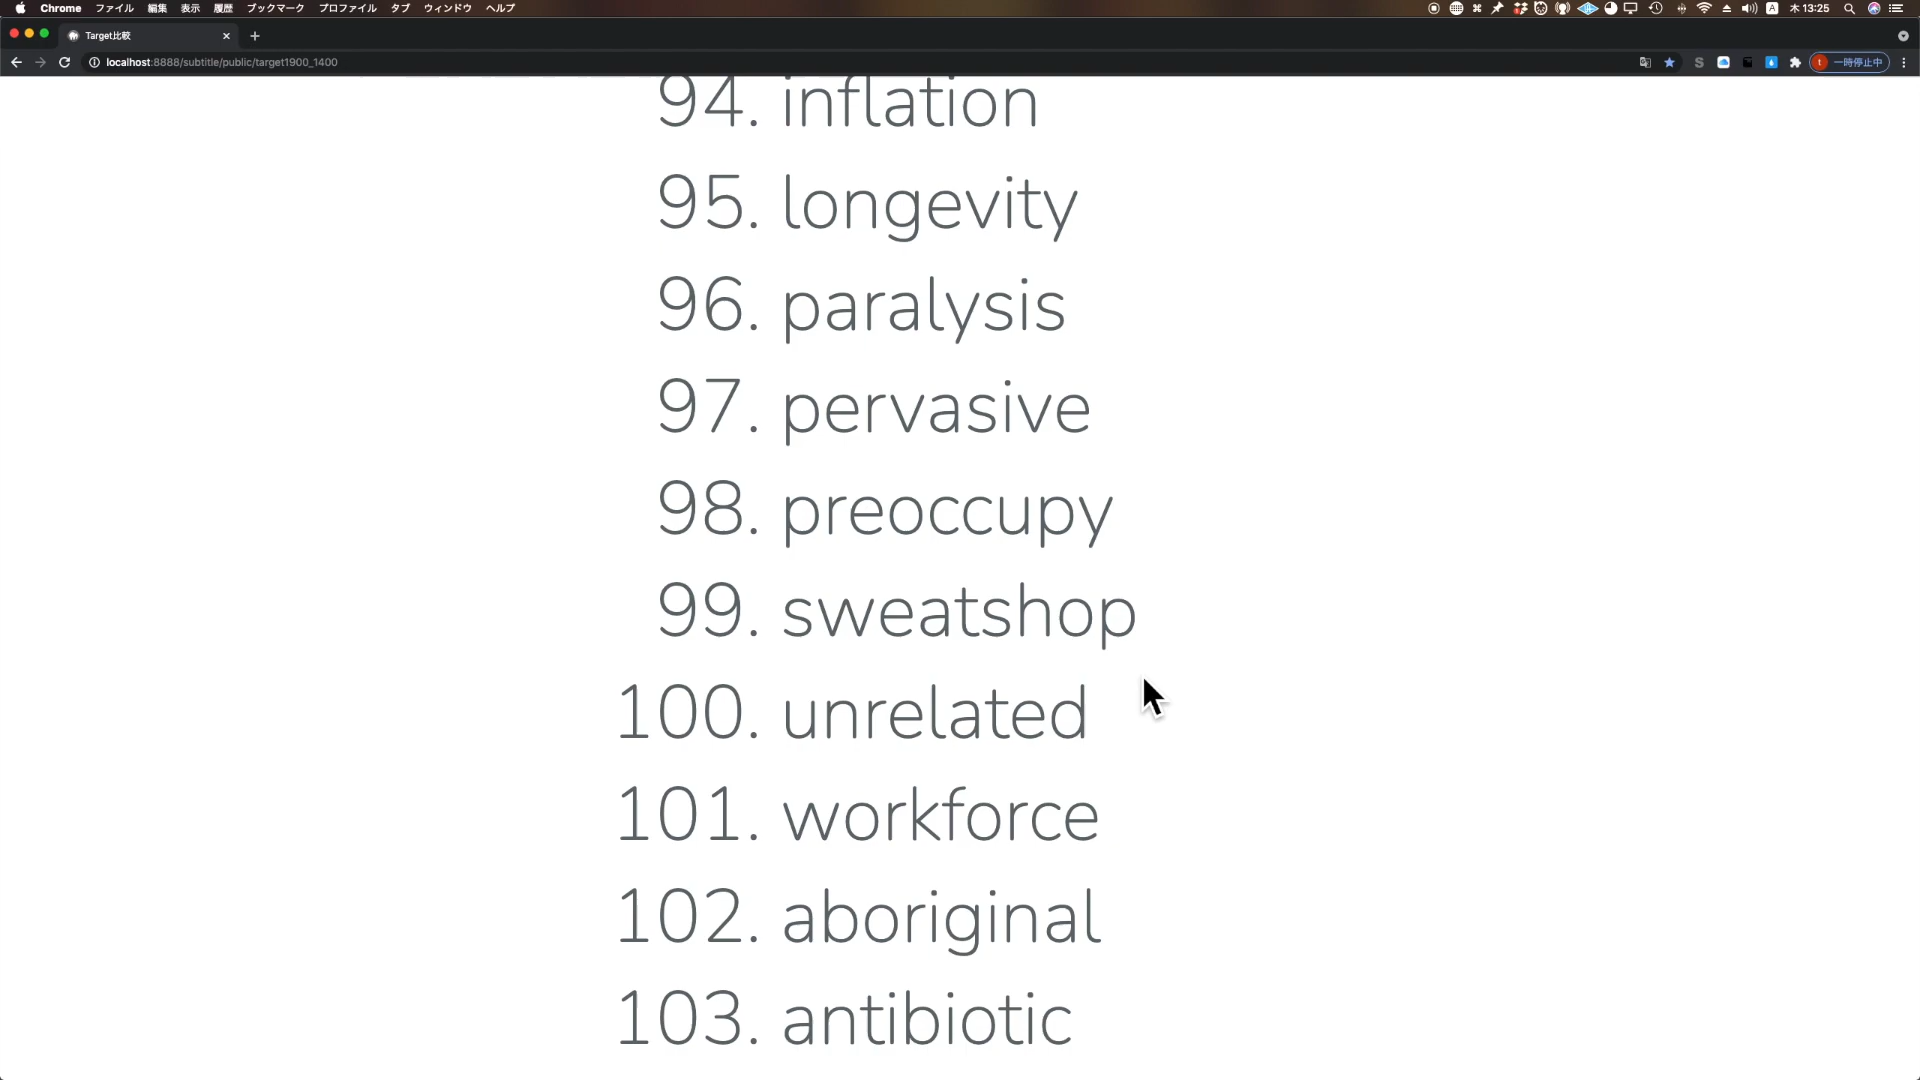 Chrome ファイル 編集 表示 履歴 ブックマーク プロファイル タブ ウィンドウ ヘルプ A 木13:25
Target比較
localhost:8888/subtitle/public/target1900_1400 S t 一時停止中
94. inflation
95. longevity
96. paralysis
97. pervasive
98. preoccupy
99. sweatshop
100. unrelated
101. workforce
102. aboriginal
103. antibiotic